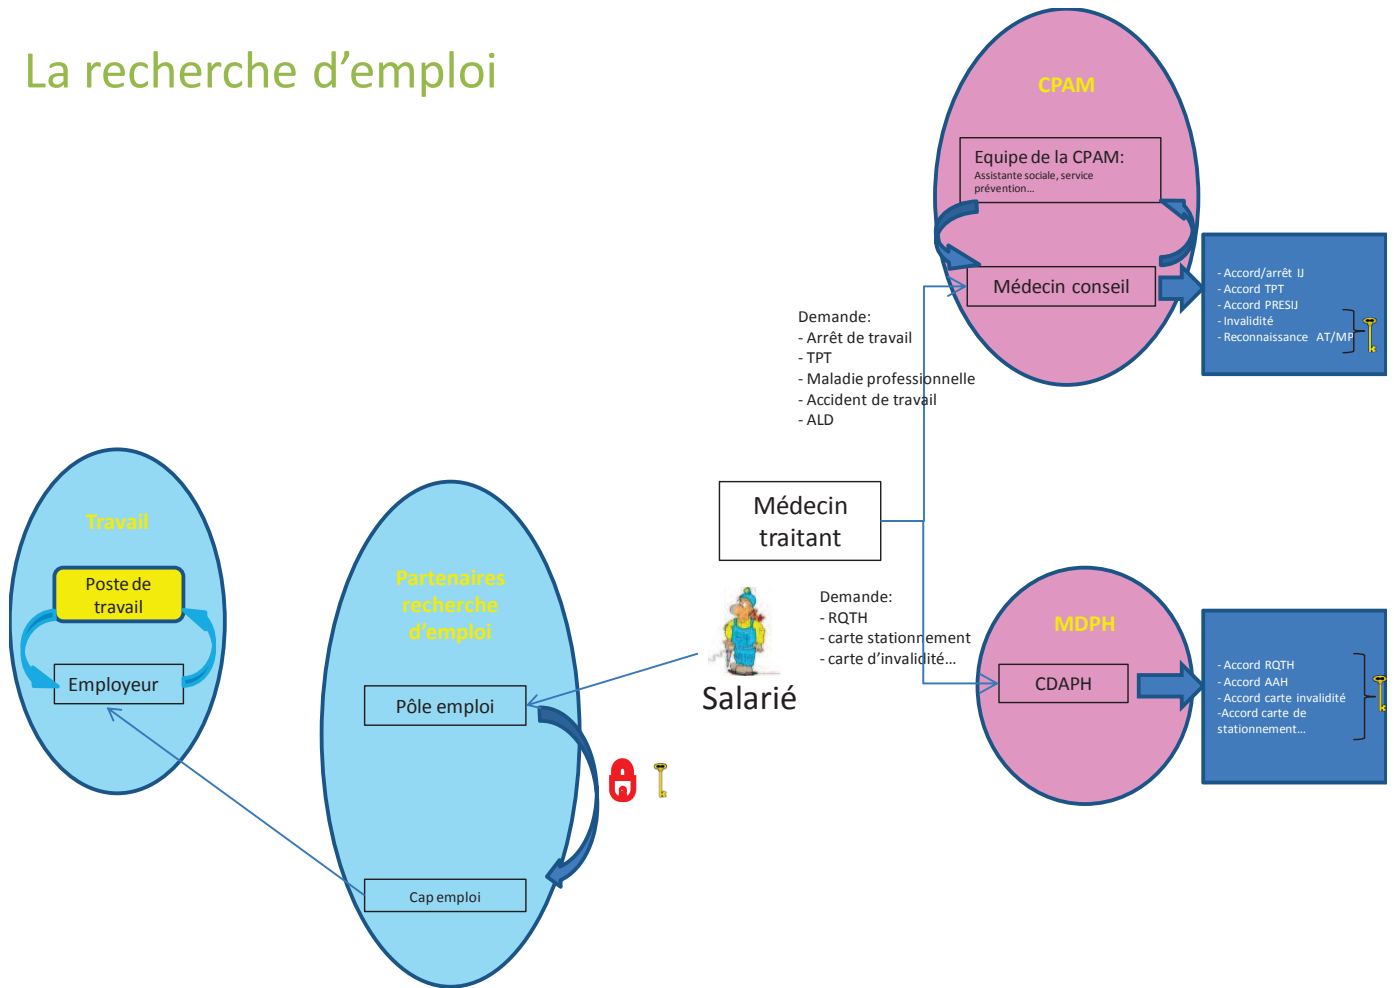 La recherche d’emploi
CPAM
Equipe de la CPAM:
Assistante sociale, service
prévention…
Médecin conseil
- Accord/arrêt IJ
- Accord TPT
- Accord PRESIJ
- Invalidité
- Reconnaissance AT/MP
Demande:
- Arrêt de travail
- TPT
- Maladie professionnelle
- Accident de travail
- ALD
Médecin
traitant
Travail
Poste de
travail
Employeur
Partenaires
recherche
d’emploi
Pôle emploi
Cap emploi
Salarié
Demande:
- RQTH
- carte stationnement
- carte d’invalidité…
MDPH
CDAPH
- Accord RQTH
- Accord AAH
- Accord carte invalidité
-Accord carte de
stationnement…